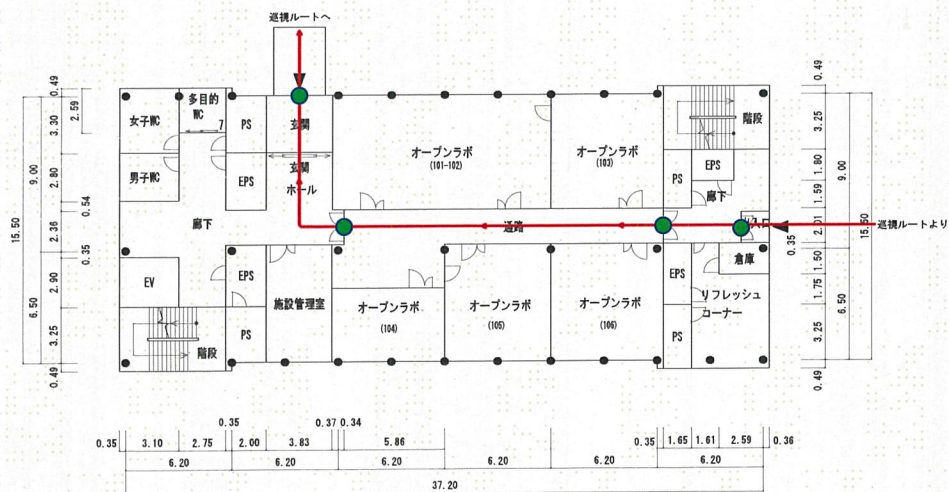 巡視ルートへ
0.49
2.59
3.30
9.00
2.80
0.54
15.50
2.36
0.35
2.90
6.50
3.25
0.49
女子WC
多目的
WC
7
PS
玄関
男子WC
EPS
玄関
ホール
廊下
EV
EPS
PS
階段
施設管理室
オープンラボ
(101-102)
オープンラボ
(103)
通路
オープンラボ
(104)
オープンラボ
(105)
オープンラボ
(106)
階段
PS
EPS
廊下
入口
巡視ルートより
倉庫
EPS
リフレッシュ
コーナー
PS
0.49
3.25
1.80
9.00
1.59
2.01
15.50
0.35
1.50
1.75
6.50
3.25
0.49
0.35
0.37 0.34
0.35 3.10 2.75 2.00 3.83 5.86
0.35 1.65 1.61 2.59 0.36
6.20 6.20 6.20 6.20 6.20 6.20
37.20